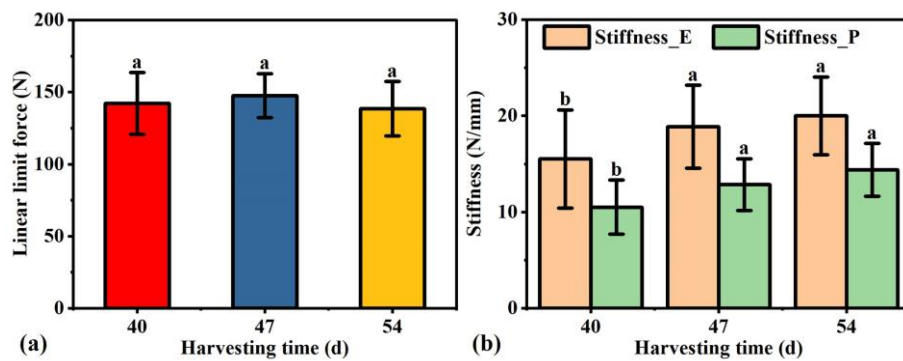 200
150
100
50
0
Linear limit force (N)
a
a
a
40
47
54
(a)
Harvesting time (d)
30
20
10
0
Stiffness (N/mm)
Stiffness_E
Stiffness_P
b
b
a
a
a
a
40
47
54
(b)
Harvesting time (d)